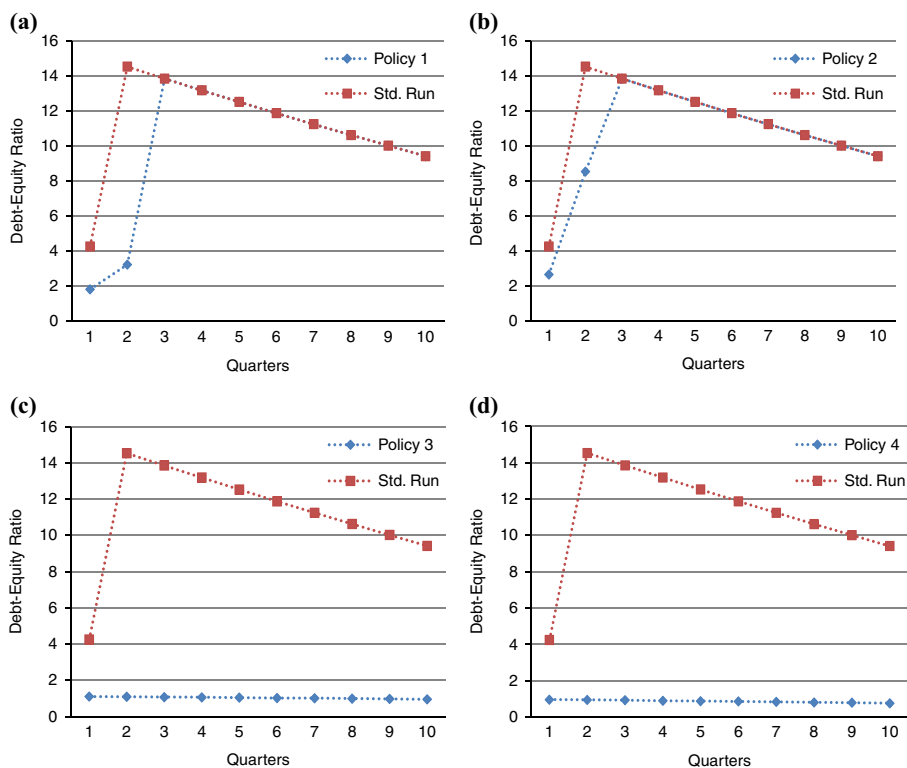 (a)
16
14
12
10
8
6
4
2
0
Debt-Equity Ratio
Policy 1
Std. Run
1 2 3 4 5 6 7 8 9 10
Quarters
(b)
16
14
12
10
8
6
4
2
0
Debt-Equity Ratio
Policy 2
Std. Run
1 2 3 4 5 6 7 8 9 10
Quarters
(c)
16
14
12
10
8
6
4
2
0
Debt-Equity Ratio
Policy 3
Std. Run
1 2 3 4 5 6 7 8 9 10
Quarters
(d)
16
14
12
10
8
6
4
2
0
Debt-Equity Ratio
Policy 4
Std. Run
1 2 3 4 5 6 7 8 9 10
Quarters